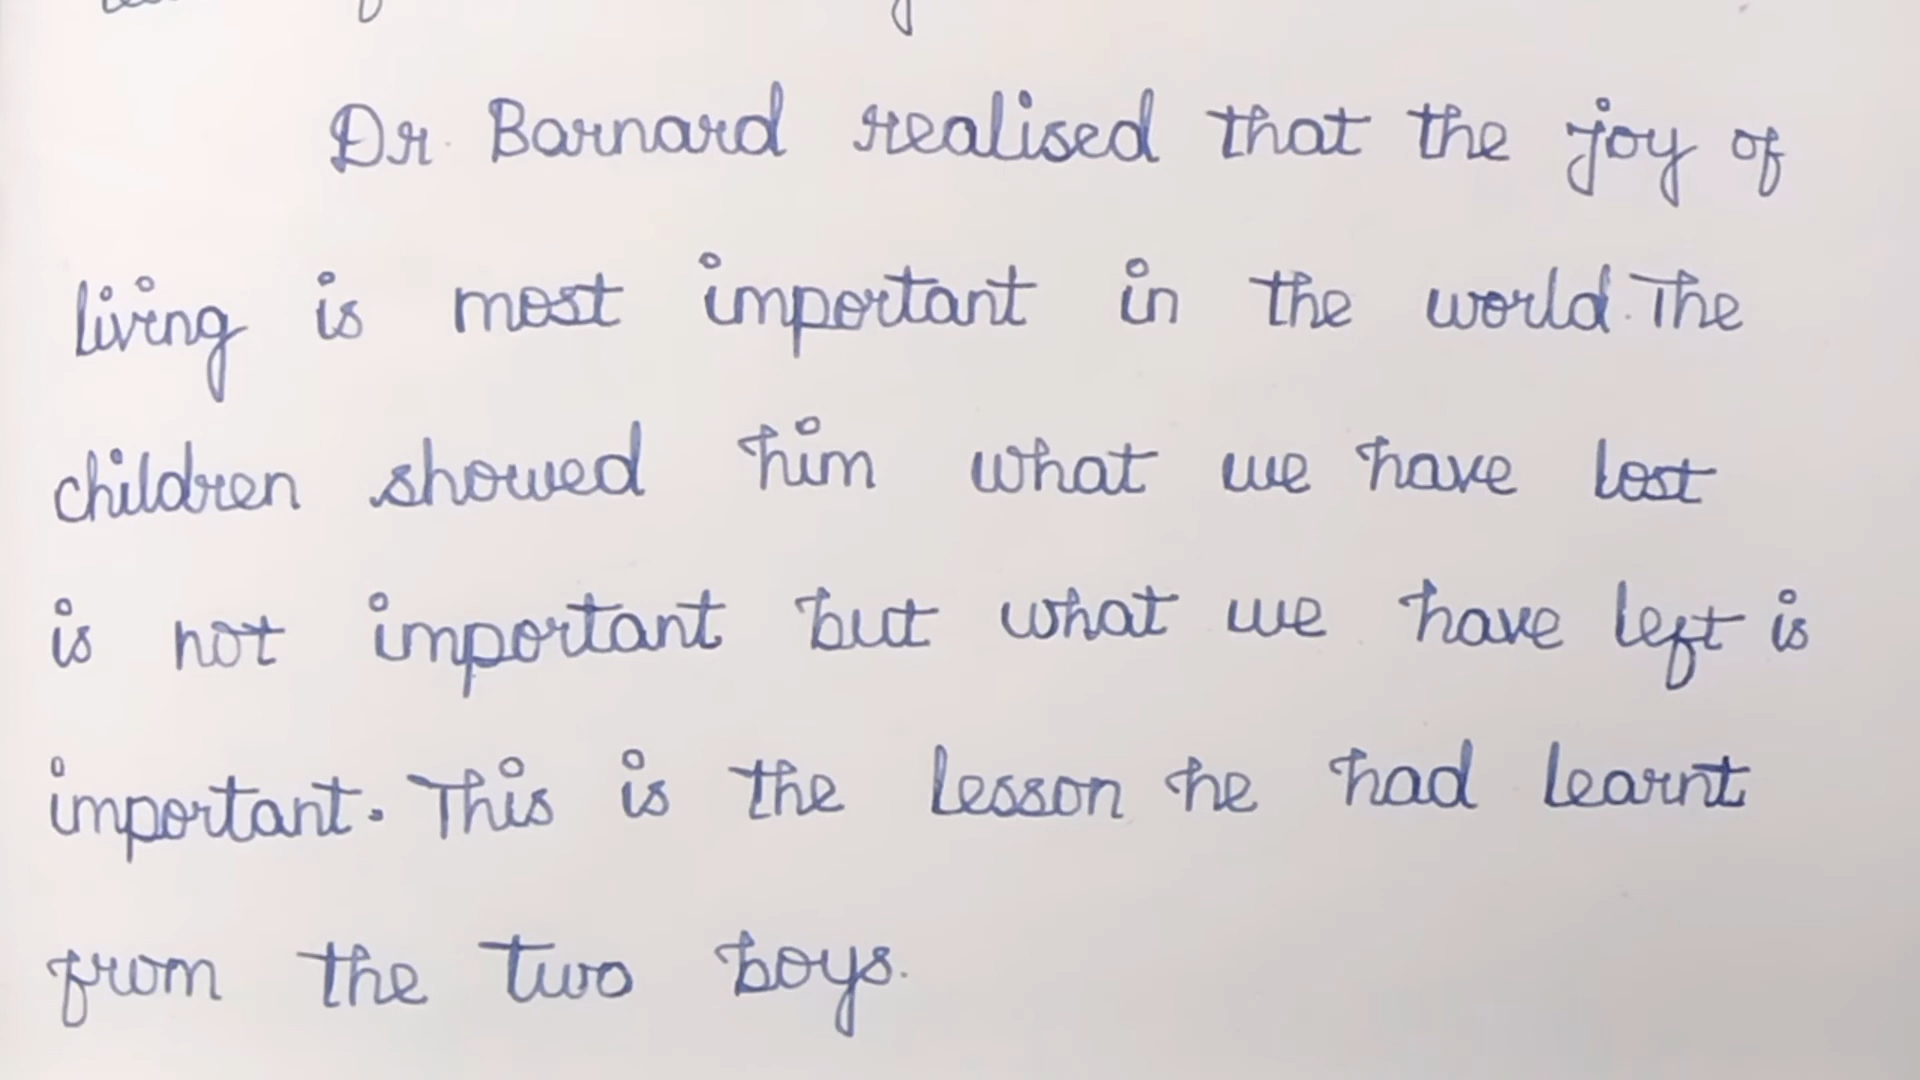 Dr. Barnard realised that the joy of
living is most important in the world. The
children showed him what we have lost
is not important but what we have left is
important. This is the lesson he had learnt
from the two boys.